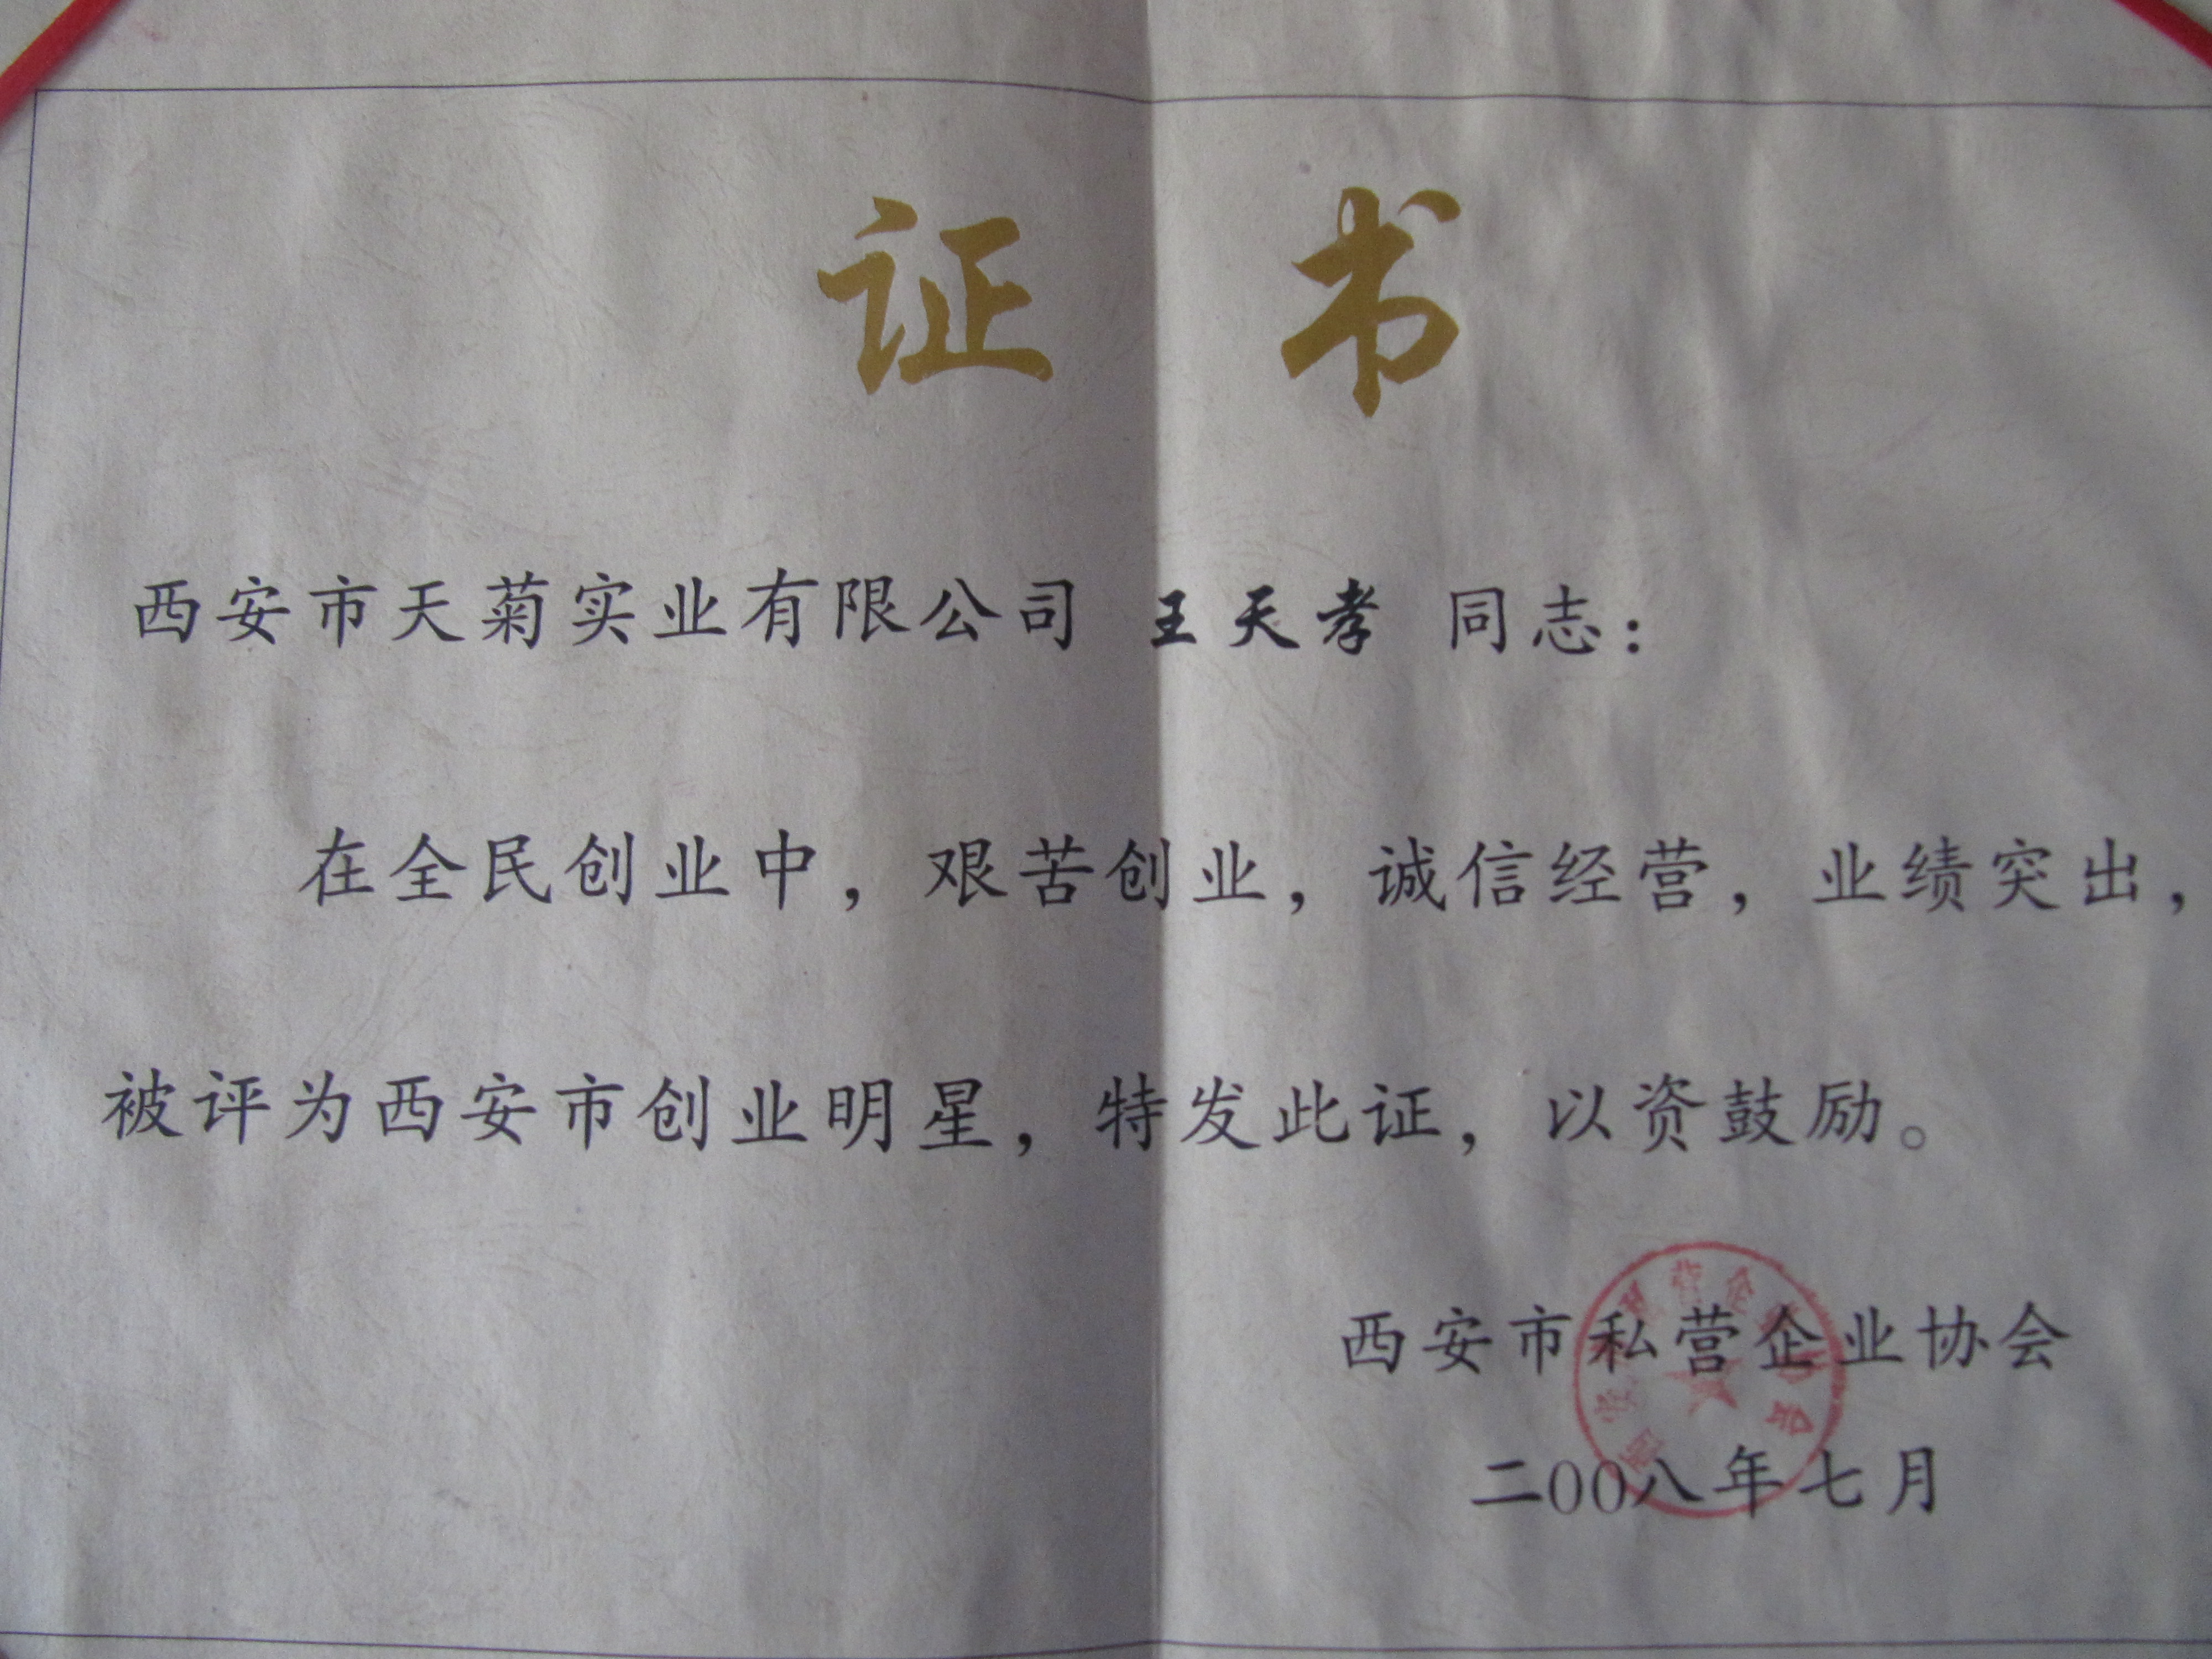 证 书
西安市天菊实业有限公司 王天孝 同志：
在全民创业中，艰苦创业，诚信经营，业绩突出，
被评为西安市创业明星，特发此证，以资鼓励。
西安市私营企业协会
二00八年七月